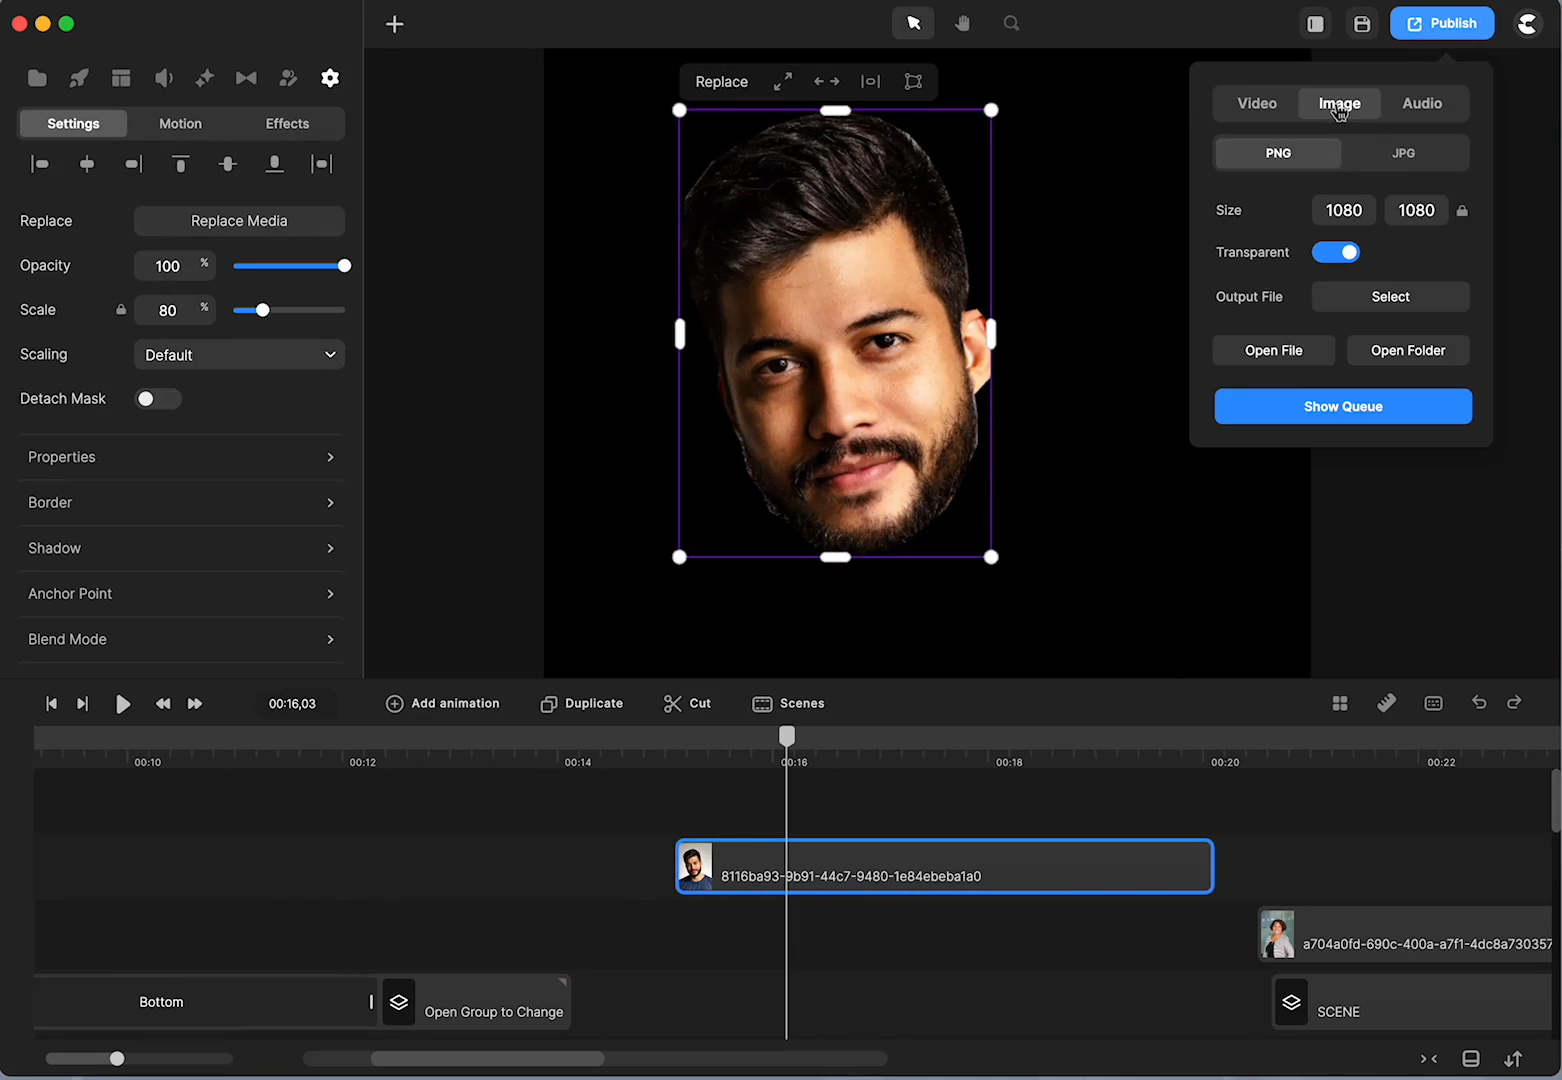 Publish
Settings
Motion
Effects
Replace
Replace Media
Opacity
100 %
Scale
80 %
Scaling
Default
Detach Mask
Properties
Border
Shadow
Anchor Point
Blend Mode
Replace
Video
Image
Audio
PNG
JPG
Size
1080
1080
Transparent
Output File
Select
Open File
Open Folder
Show Queue
00:16,03
Add animation
Duplicate
Cut
Scenes
00:10
00:12
00:14
00:16
00:18
00:20
00:22
8116ba93-9b91-44c7-9480-1e84ebeba1a0
a704a0fd-690c-400a-a7f1-4dc8a730357
Bottom
Open Group to Change
SCENE